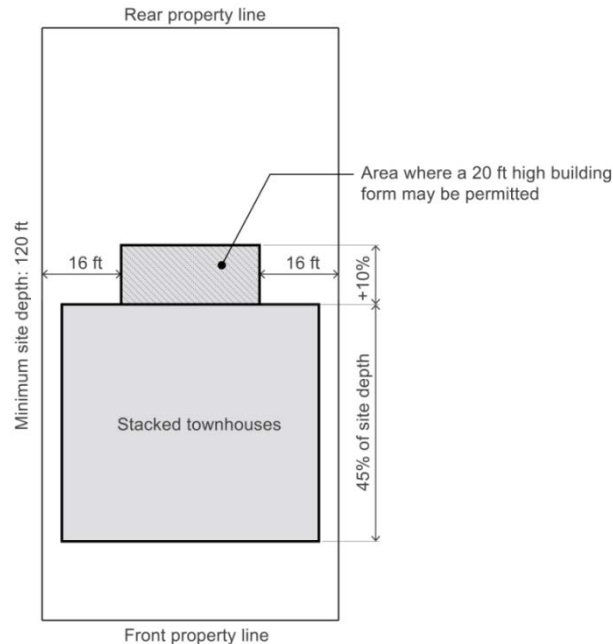 Rear property line
Area where a 20 ft high building
form may be permitted
16 ft
16 ft
+10%
Minimum site depth: 120 ft
Stacked townhouses
45% of site depth
Front property line